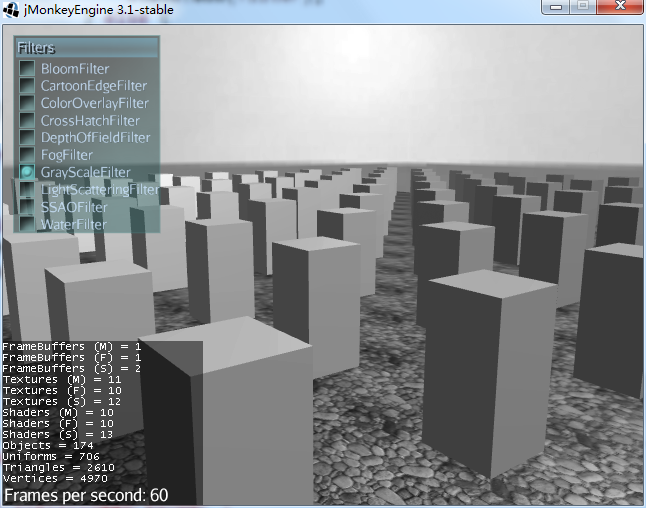 jMonkeyEngine 3.1-stable
Filters
BloomFilter
CartoonEdgeFilter
ColorOverlayFilter
CrossHatchFilter
DepthOfFieldFilter
FogFilter
GrayScaleFilter
LightScatteringFilter
SSAOFilter
WaterFilter
FrameBuffers (M) = 1
FrameBuffers (F) = 1
FrameBuffers (S) = 2
Textures (M) = 11
Textures (F) = 10
Textures (S) = 12
Shaders (M) = 10
Shaders (F) = 10
Shaders (S) = 13
Objects = 174
Uniforms = 706
Triangles = 2610
Vertices = 4970
Frames per second: 60